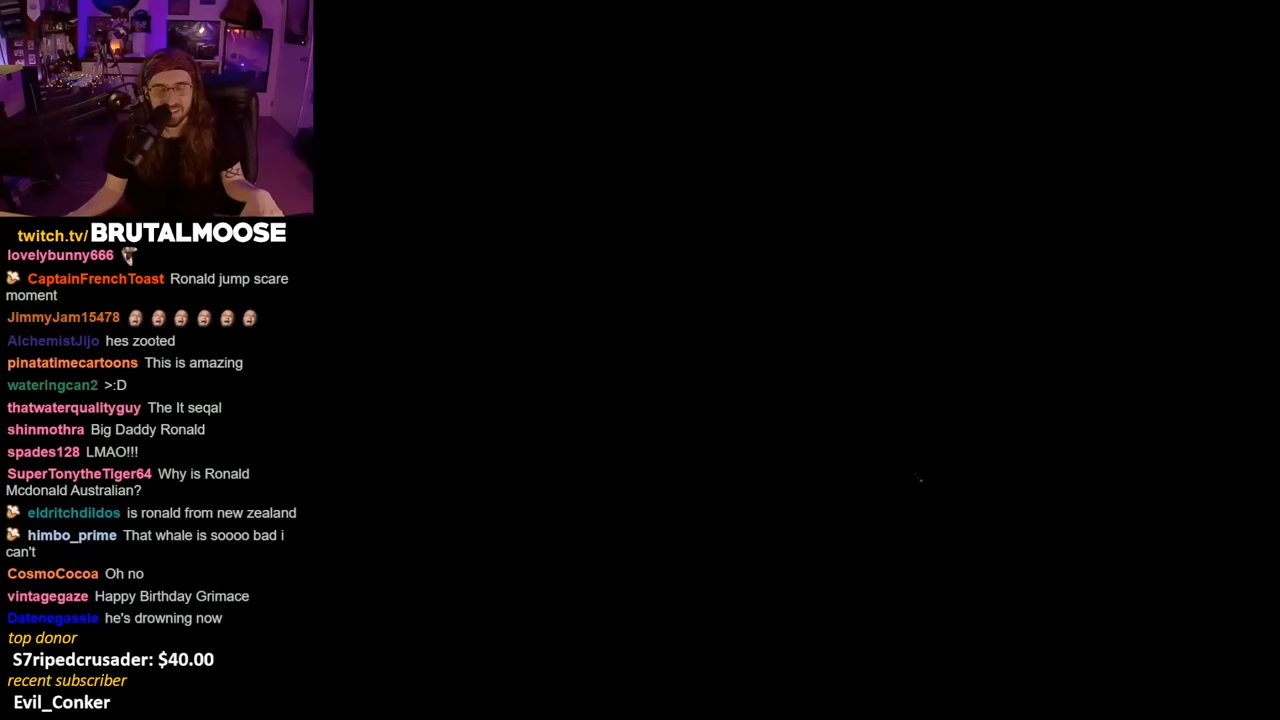 twitch.tv/BRUTALMOOSE
lovelybunny666
CaptainFrenchToast Ronald jump scare
moment
JimmyJam15478
AlchemistJijo hes zooted
pinatatimecartoons This is amazing
wateringcan2 >:D
thatwaterqualityguy The It seqal
shinmothra Big Daddy Ronald
spades128 LMAO!!!
SuperTonytheTiger64 Why is Ronald
Mcdonald Australian?
eldritchdildos is ronald from new zealand
himbo_prime That whale is soooo bad i
can't
CosmoCocoa Oh no
vintagegaze Happy Birthday Grimace
Datenegassie he's drowning now
top donor
S7ripedcrusader: $40.00
recent subscriber
Evil_Conker